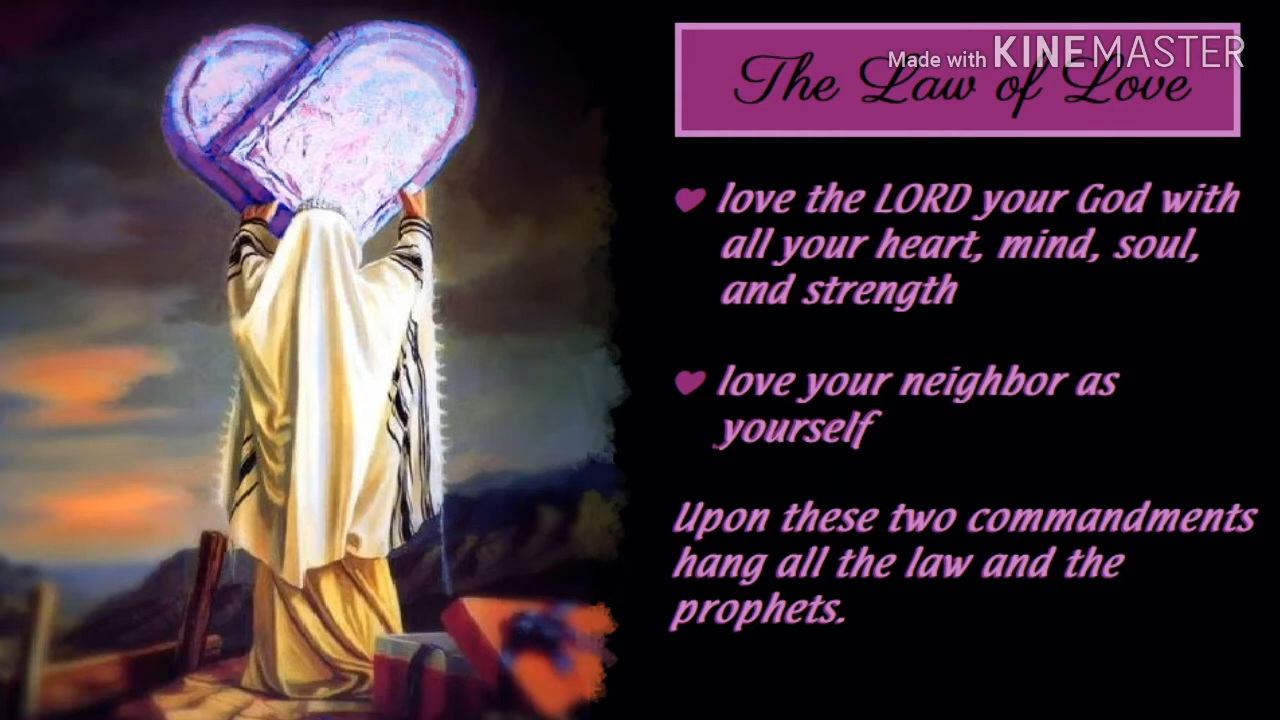 Made with KINEMASTER
The Law of Love
love the LORD your God with
all your heart, mind, soul,
and strength
love your neighbor as
yourself
Upon these two commandments
hang all the law and the
prophets.